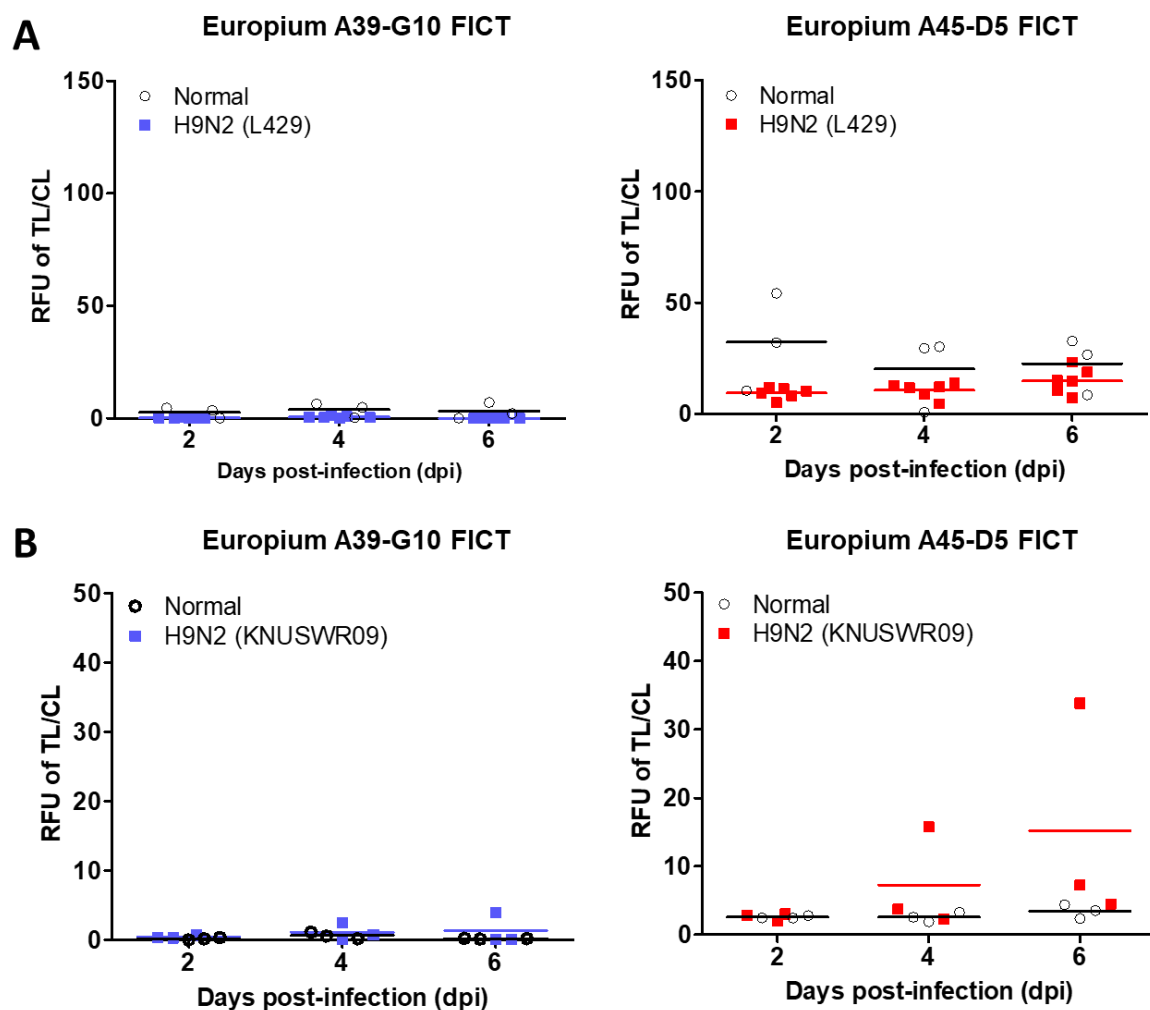 A
Europium A39-G10 FICT
RFU of TL/CL
150
100
50
0
Normal
H9N2 (L429)
2 4 6
Days post-infection (dpi)
Europium A45-D5 FICT
RFU of TL/CL
150
100
50
0
Normal
H9N2 (L429)
2 4 6
Days post-infection (dpi)
B
Europium A39-G10 FICT
RFU of TL/CL
50
40
30
20
10
0
Normal
H9N2 (KNUSWR09)
2 4 6
Days post-infection (dpi)
Europium A45-D5 FICT
RFU of TL/CL
50
40
30
20
10
0
Normal
H9N2 (KNUSWR09)
2 4 6
Days post-infection (dpi)